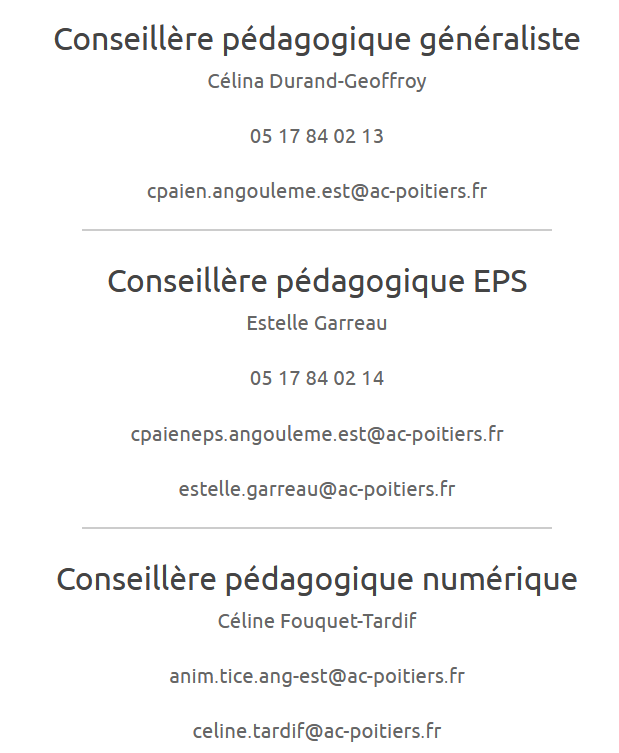 Conseillère pédagogique généraliste
Célina Durand-Geoffroy
05 17 84 02 13
cpaien.angouleme.est@ac-poitiers.fr
Conseillère pédagogique EPS
Estelle Garreau
05 17 84 02 14
cpaieneps.angouleme.est@ac-poitiers.fr
estelle.garreau@ac-poitiers.fr
Conseillère pédagogique numérique
Céline Fouquet-Tardif
anim.tice.ang-est@ac-poitiers.fr
celine.tardif@ac-poitiers.fr